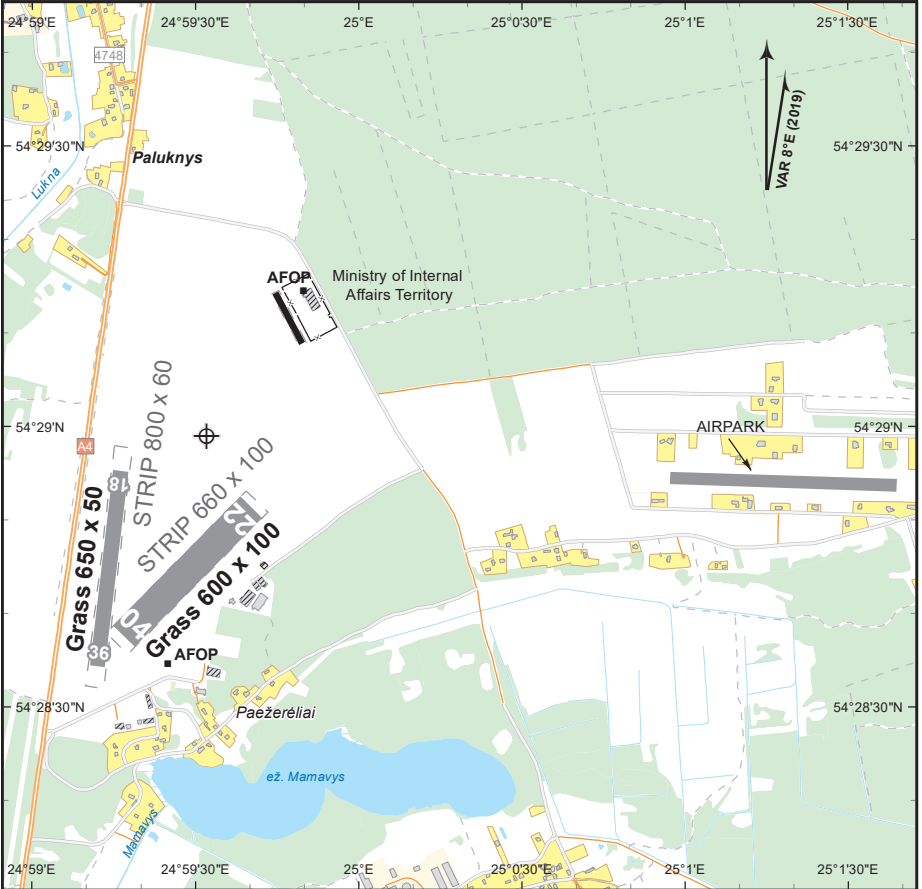 24°59'E
24°59'30"E
25°E
25°0'30"E
25°1'E
25°1'30"E
4748
VAR 8°E (2019)
54°29'30"N
54°29'30"N
Paluknys
Lukna
AFOP
Ministry of Internal
Affairs Territory
54°29'N
54°29'N
A4
AIRPARK
STRIP 800 x 60
STRIP 660 x 100
18
22
Grass 650 x 50
Grass 600 x 100
04
36
AFOP
54°28'30"N
54°28'30"N
Paežerėliai
ež. Mamavys
Mamavys
24°59'E
24°59'30"E
25°E
25°0'30"E
25°1'E
25°1'30"E